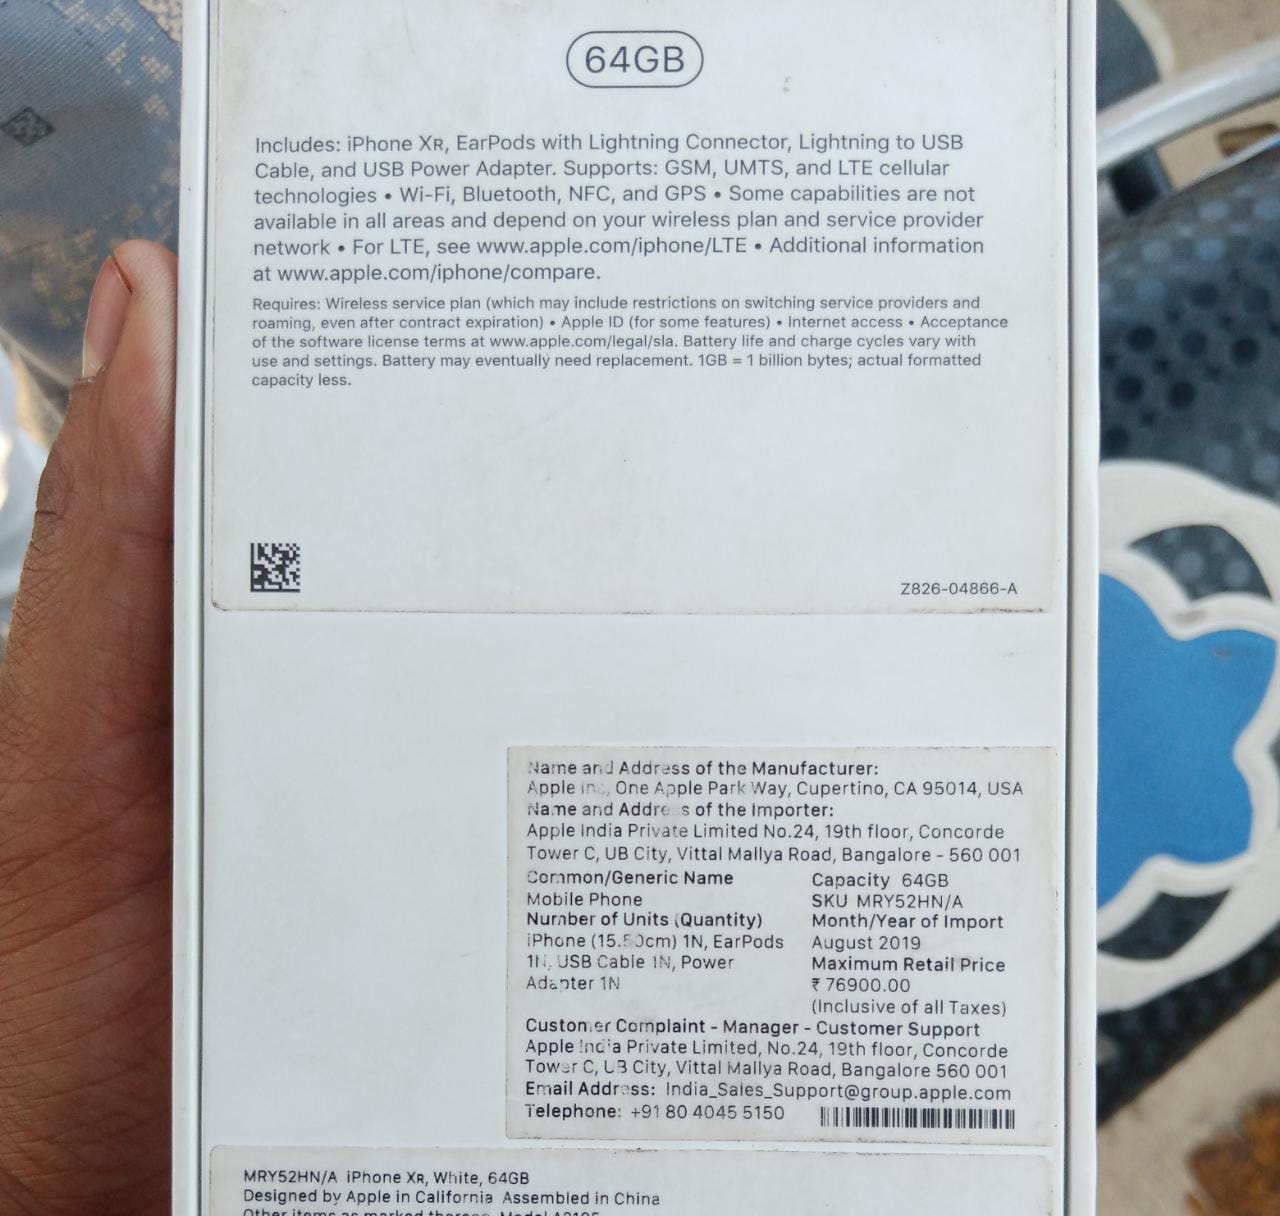 64GB
Includes: iPhone XR, EarPods with Lightning Connector, Lightning to USB
Cable, and USB Power Adapter. Supports: GSM, UMTS, and LTE cellular
technologies • Wi-Fi, Bluetooth, NFC, and GPS • Some capabilities are not
available in all areas and depend on your wireless plan and service provider
network • For LTE, see www.apple.com/iphone/LTE • Additional information
at www.apple.com/iphone/compare.
Requires: Wireless service plan (which may include restrictions on switching service providers and
roaming, even after contract expiration) • Apple ID (for some features) • Internet access • Acceptance
of the software license terms at www.apple.com/legal/sla. Battery life and charge cycles vary with
use and settings. Battery may eventually need replacement. 1GB = 1 billion bytes; actual formatted
capacity less.
Z826-04866-A
Name and Address of the Manufacturer:
Apple Inc., One Apple Park Way, Cupertino, CA 95014, USA
Name and Address of the Importer:
Apple India Private Limited No.24, 19th floor, Concorde
Tower C, UB City, Vittal Mallya Road, Bangalore - 560 001
Common/Generic Name
Mobile Phone
Number of Units (Quantity)
iPhone (15.50cm) 1N, EarPods
1N, USB Cable 1N, Power
Adapter 1N
Capacity 64GB
SKU MRY52HN/A
Month/Year of Import
August 2019
Maximum Retail Price
₹ 76900.00
(Inclusive of all Taxes)
Customer Complaint - Manager - Customer Support
Apple India Private Limited, No.24, 19th floor, Concorde
Tower C, UB City, Vittal Mallya Road, Bangalore 560 001
Email Address: India_Sales_Support@group.apple.com
Telephone: +91 80 4045 5150
MRY52HN/A iPhone XR, White, 64GB
Designed by Apple in California Assembled in China
Other items as marked thereon Model